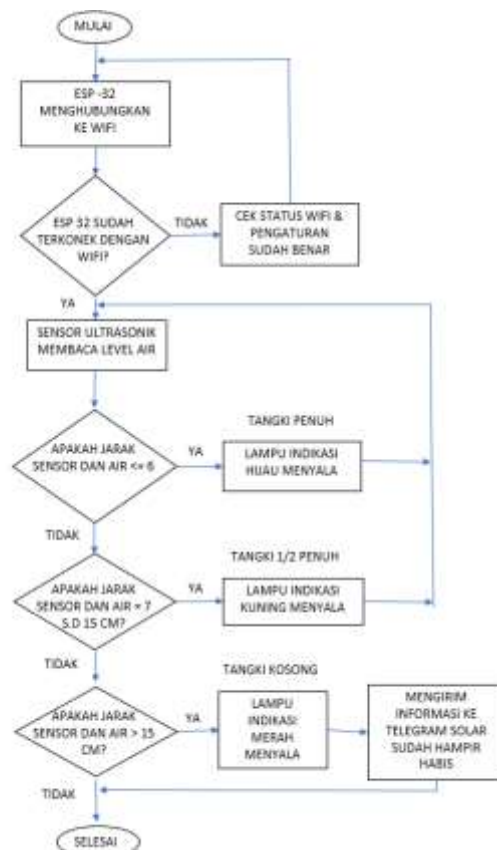 MULAI
ESP -32
MENGHUBUNGKAN
KE WIFI
ESP 32 SUDAH
TERKONEK DENGAN
WIFI?
TIDAK
CEK STATUS WIFI &
PENGATURAN
SUDAH BENAR
YA
SENSOR ULTRASONIK
MEMBACA LEVEL AIR
APAKAH JARAK
SENSOR DAN AIR <= 6
YA
TANGKI PENUH
LAMPU INDIKASI
HIJAU MENYALA
TIDAK
APAKAH JARAK
SENSOR DAN AIR = 7
S.D 15 CM?
YA
TANGKI 1/2 PENUH
LAMPU INDIKASI
KUNING MENYALA
TIDAK
APAKAH JARAK
SENSOR DAN AIR > 15
CM?
YA
TANGKI KOSONG
LAMPU
INDIKASI
MERAH
MENYALA
MENGIRIM
INFORMASI KE
TELEGRAM SOLAR
SUDAH HAMPIR
HABIS
TIDAK
SELESAI